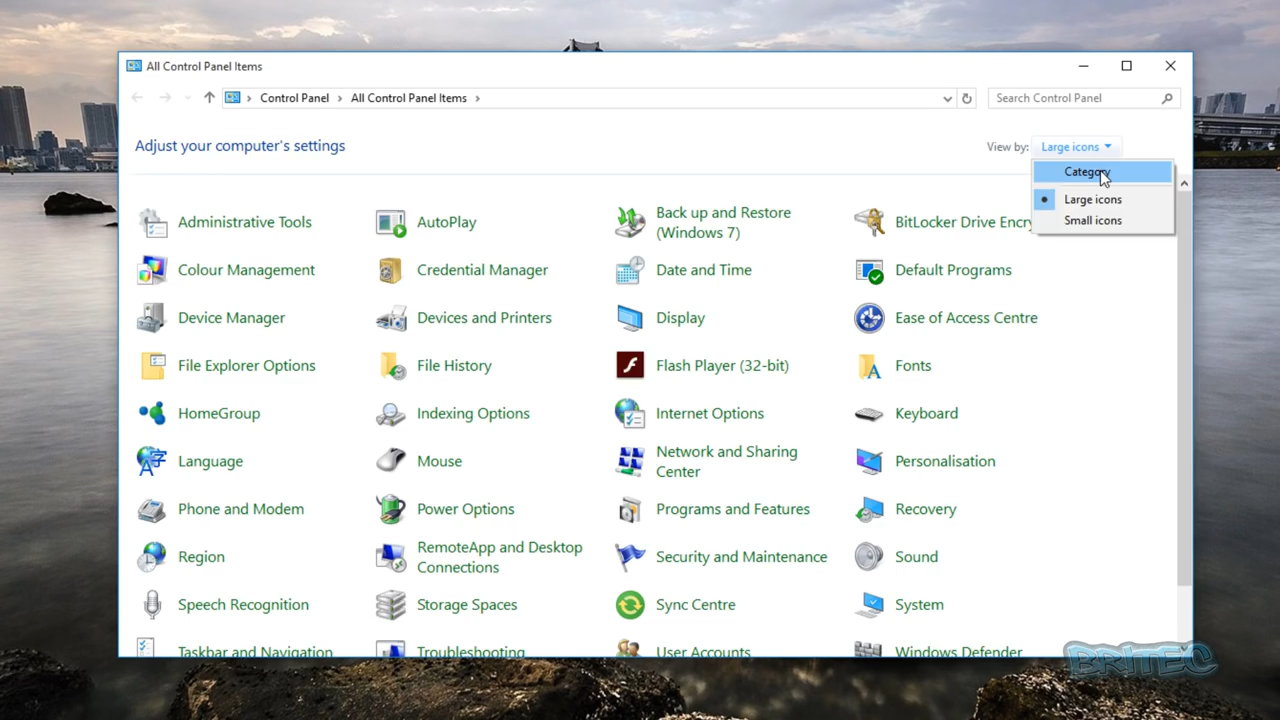 All Control Panel Items
Control Panel › All Control Panel Items ›
Search Control Panel
Adjust your computer's settings
View by: Large icons
Category
Large icons
Small icons
Administrative Tools
AutoPlay
Back up and Restore
(Windows 7)
BitLocker Drive Encry
Colour Management
Credential Manager
Date and Time
Default Programs
Device Manager
Devices and Printers
Display
Ease of Access Centre
File Explorer Options
File History
Flash Player (32-bit)
Fonts
HomeGroup
Indexing Options
Internet Options
Keyboard
Language
Mouse
Network and Sharing
Center
Personalisation
Phone and Modem
Power Options
Programs and Features
Recovery
Region
RemoteApp and Desktop
Connections
Security and Maintenance
Sound
Speech Recognition
Storage Spaces
Sync Centre
System
Taskbar and Navigation
Troubleshooting
User Accounts
Windows Defender
BRITEC